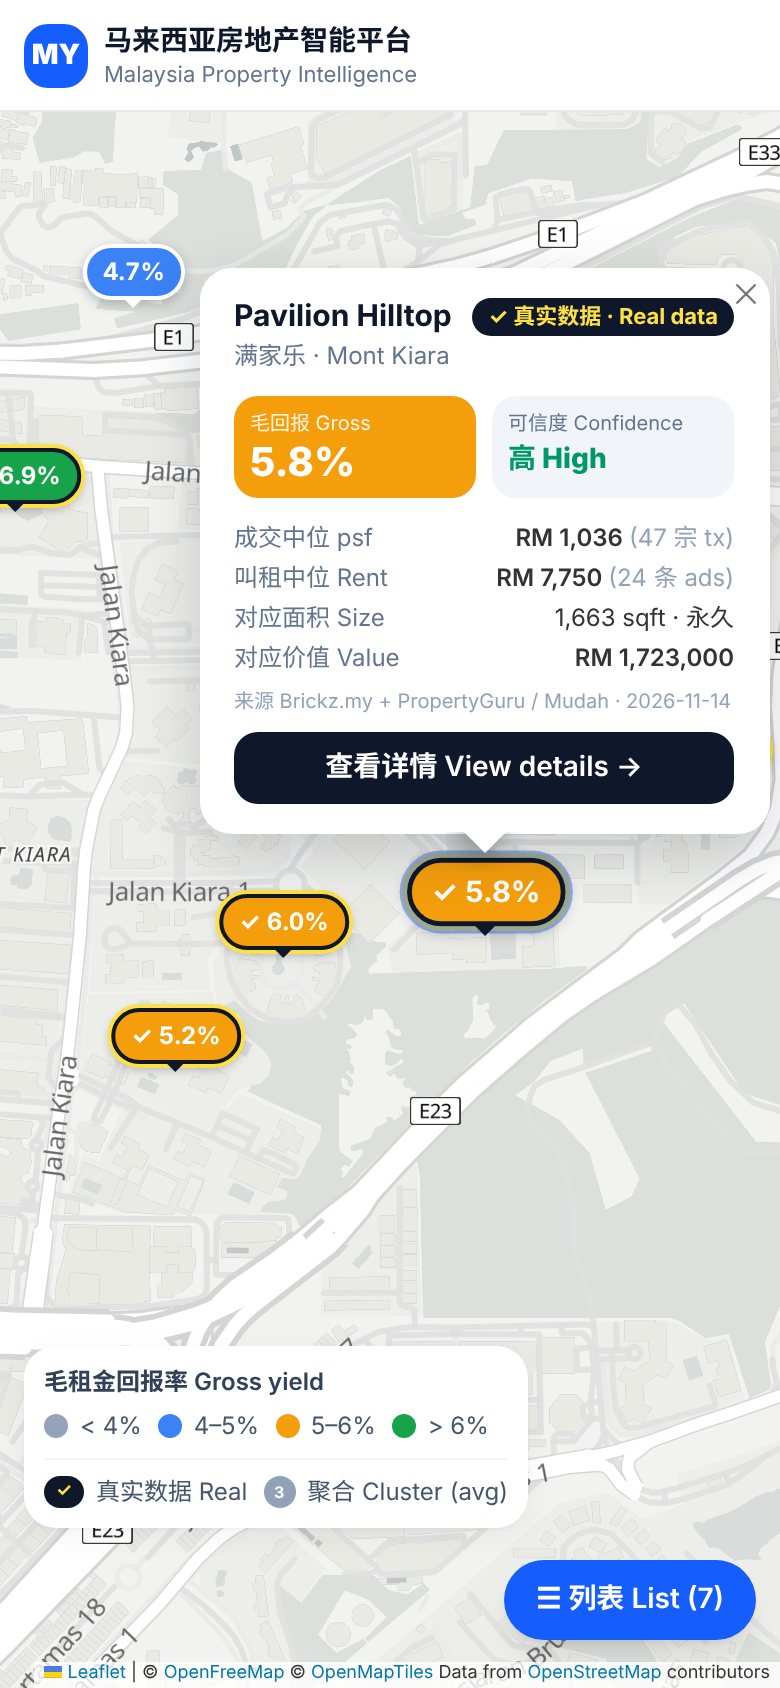 MY
马来西亚房地产智能平台
Malaysia Property Intelligence
E33
E1
4.7%
E1
Pavilion Hilltop
✓ 真实数据 · Real data
满家乐 · Mont Kiara
毛回报 Gross
5.8%
可信度 Confidence
高 High
6.9%
Jalan
成交中位 psf RM 1,036 (47 宗 tx)
叫租中位 Rent RM 7,750 (24 条 ads)
对应面积 Size 1,663 sqft · 永久
对应价值 Value RM 1,723,000
来源 Brickz.my + PropertyGuru / Mudah · 2026-11-14
查看详情 View details →
Jalan Kiara
T KIARA
Jalan Kiara 1
✓ 5.8%
✓ 6.0%
✓ 5.2%
Jalan Kiara
E23
毛租金回报率 Gross yield
< 4% 4–5% 5–6% > 6%
✓ 真实数据 Real 3 聚合 Cluster (avg)
1
E23
☰ 列表 List (7)
rtamas 18
artamas 1
Leaflet | © OpenFreeMap © OpenMapTiles Data from OpenStreetMap contributors